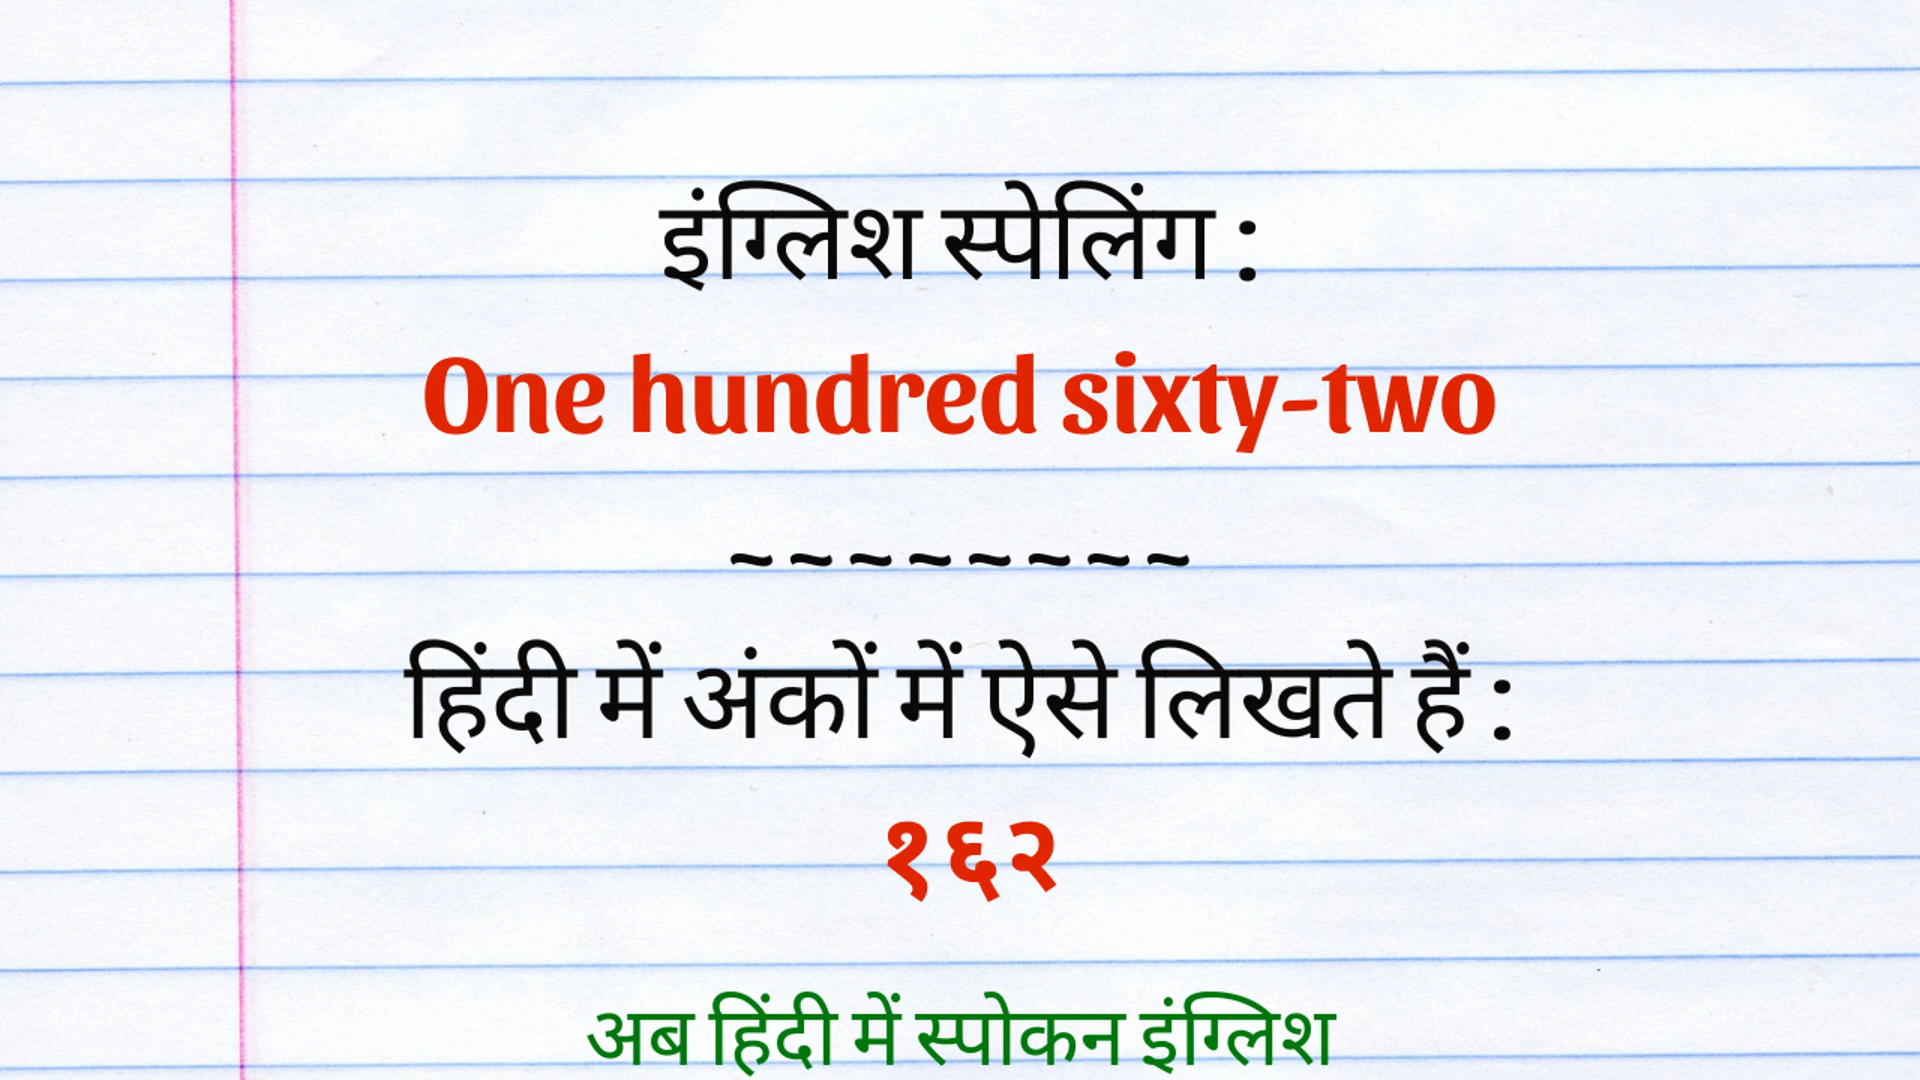 इंग्लिश स्पेलिंग :
One hundred sixty-two
~~~~~~~~
हिंदी में अंकों में ऐसे लिखते हैं :
१६२
अब हिंदी में स्पोकन इंग्लिश